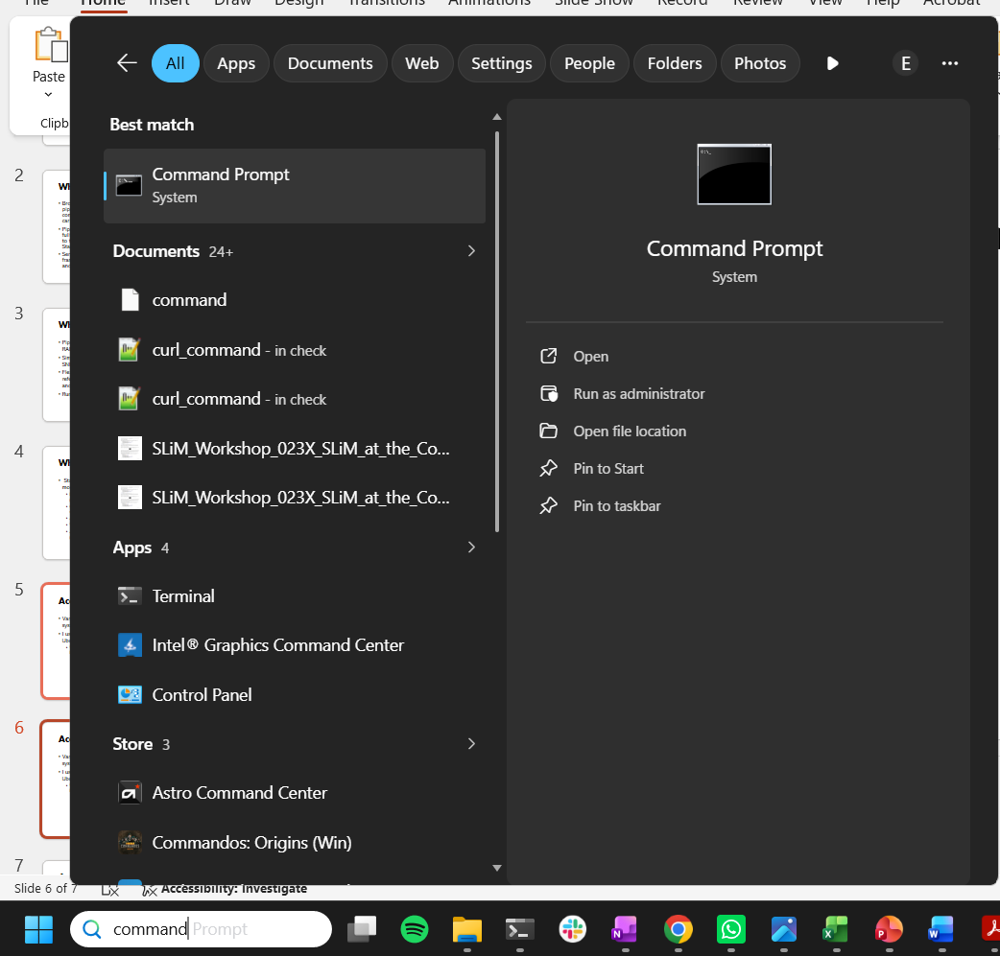 File Home Insert Draw Design Transitions Animations Slide Show Record Review View Help Acrobat
Paste
Clipb
All Apps Documents Web Settings People Folders Photos E
Best match
Command Prompt
System
Documents 24+
command
curl_command - in check
curl_command - in check
SLiM_Workshop_023X_SLiM_at_the_Co...
SLiM_Workshop_023X_SLiM_at_the_Co...
Apps 4
Terminal
Intel® Graphics Command Center
Control Panel
Store 3
Astro Command Center
Commandos: Origins (Win)
Command Prompt
System
Open
Run as administrator
Open file location
Pin to Start
Pin to taskbar
2
3
4
5
6
7
Slide 6 of 7 Accessibility: Investigate
command Prompt